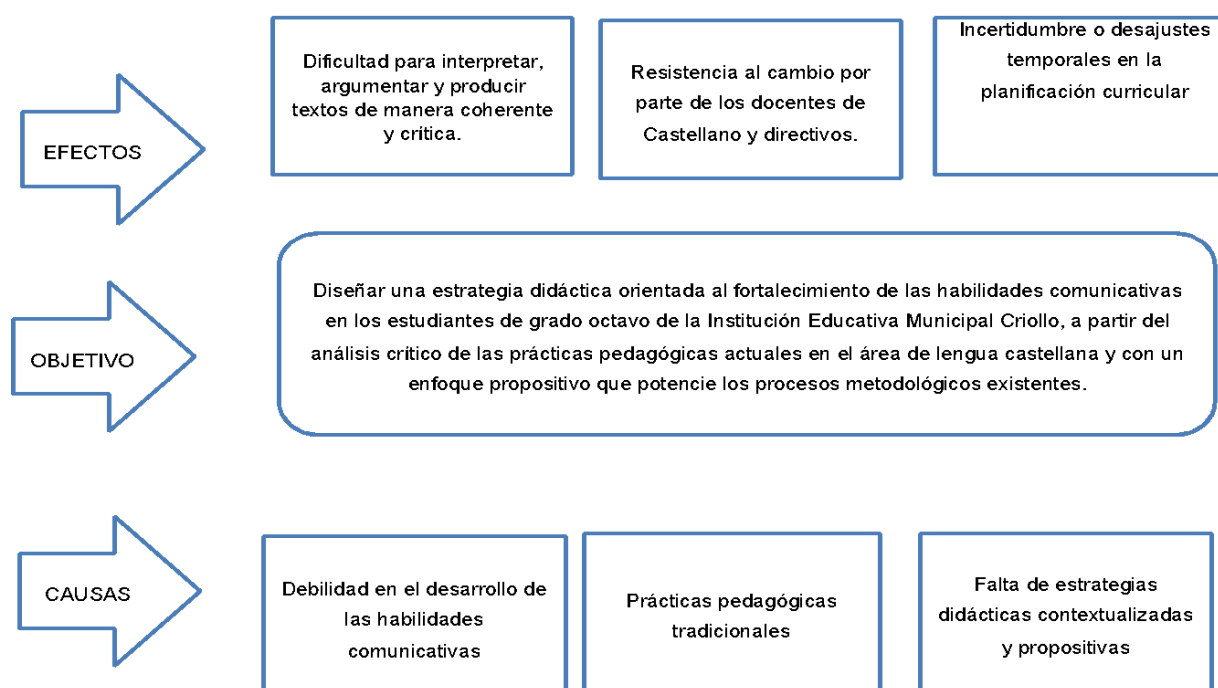 EFECTOS
Dificultad para interpretar,
argumentar y producir
textos de manera coherente
y crítica.
Resistencia al cambio por
parte de los docentes de
Castellano y directivos.
Incertidumbre o desajustes
temporales en la
planificación curricular
OBJETIVO
Diseñar una estrategia didáctica orientada al fortalecimiento de las habilidades comunicativas
en los estudiantes de grado octavo de la Institución Educativa Municipal Criollo, a partir del
análisis crítico de las prácticas pedagógicas actuales en el área de lengua castellana y con un
enfoque propositivo que potencie los procesos metodológicos existentes.
CAUSAS
Debilidad en el desarrollo de
las habilidades
comunicativas
Prácticas pedagógicas
tradicionales
Falta de estrategias
didácticas contextualizadas
y propositivas